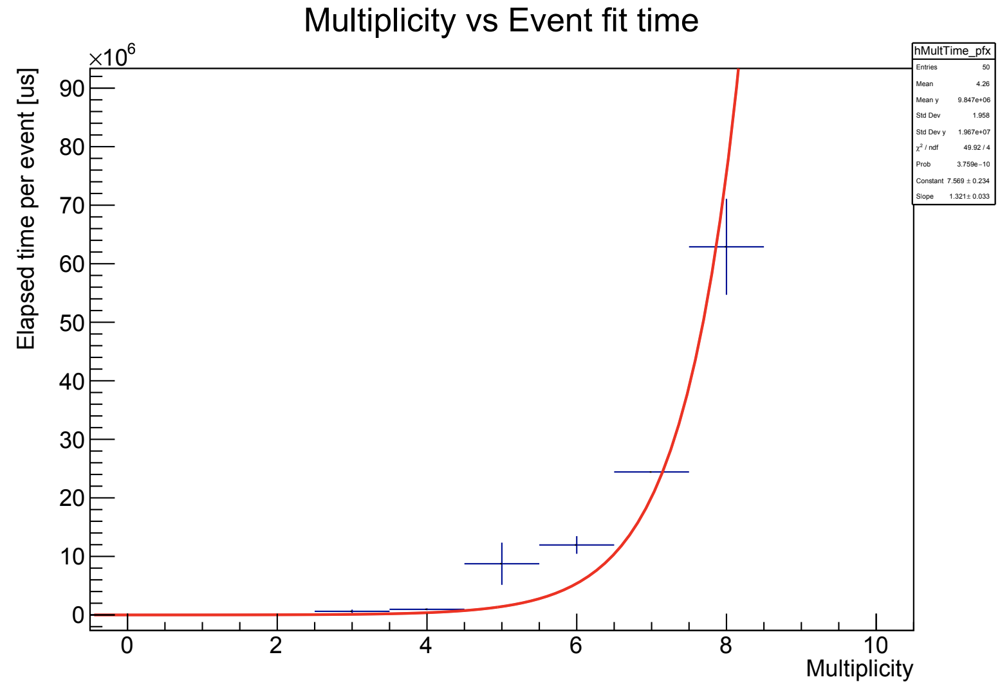 Multiplicity vs Event fit time
×10⁶
Elapsed time per event [us]
90
80
70
60
50
40
30
20
10
0
0 2 4 6 8 10
Multiplicity
hMultTime_pfx
Entries 50
Mean 4.26
Mean y 9.847e+06
Std Dev 1.958
Std Dev y 1.967e+07
χ² / ndf 49.92 / 4
Prob 3.759e−10
Constant 7.569 ± 0.234
Slope 1.321± 0.033